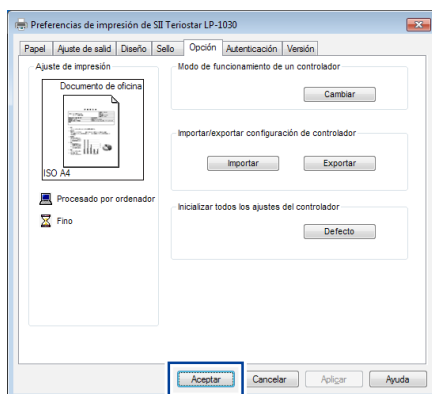 Preferencias de impresión de SII Teriostar LP-1030
Papel Ajuste de salid Diseño Sello Opción Autenticación Versión
Ajuste de impresión
Documento de oficina
ISO A4
Procesado por ordenador
Fino
Modo de funcionamiento de un controlador
Cambiar
Importar/exportar configuración de controlador
Importar Exportar
Inicializar todos los ajustes del controlador
Defecto
Aceptar Cancelar Aplicar Ayuda